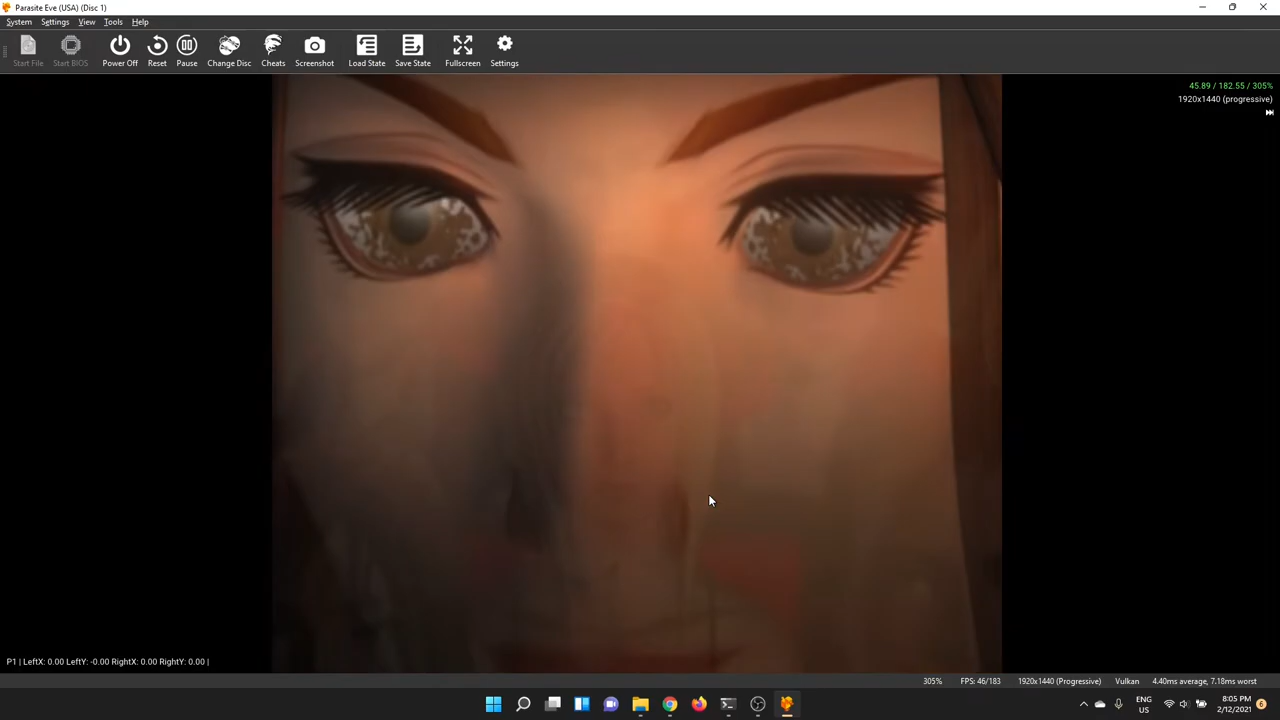 Parasite Eve (USA) (Disc 1)
System Settings View Tools Help
Start File Start BIOS Power Off Reset Pause Change Disc Cheats Screenshot Load State Save State Fullscreen Settings
45.89 / 182.55 / 305%
1920x1440 (progressive)
P1 | LeftX: 0.00 LeftY: -0.00 RightX: 0.00 RightY: 0.00 |
305% FPS: 46/183 1920x1440 (Progressive) Vulkan 4.40ms average, 7.18ms worst
ENG 8:05 PM
US 2/12/2021 6